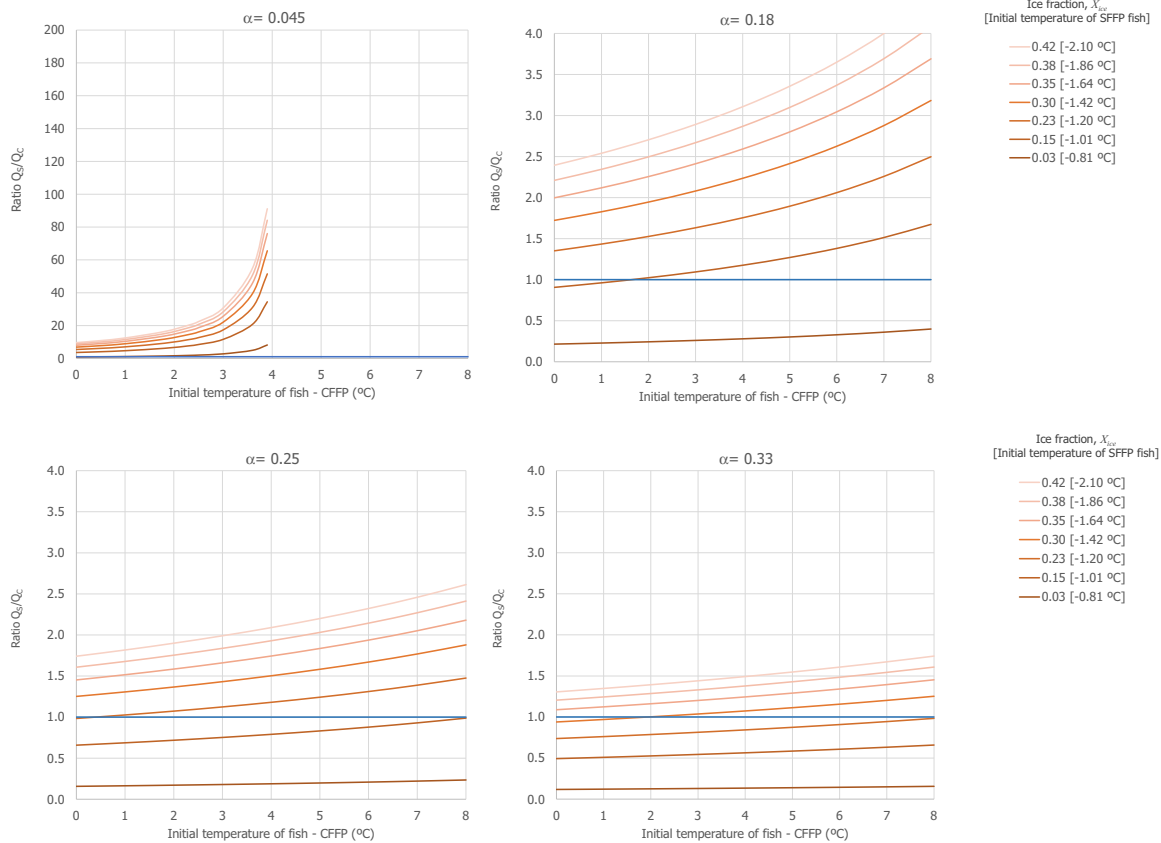 α= 0.045
200
180
160
140
120
100
80
60
40
20
0
Ratio QS/QC
0 1 2 3 4 5 6 7 8
Initial temperature of fish - CFFP (ºC)
α= 0.18
4.0
3.5
3.0
2.5
2.0
1.5
1.0
0.5
0.0
Ratio QS/QC
0 1 2 3 4 5 6 7 8
Initial temperature of fish - CFFP (ºC)
Ice fraction, Xice
[Initial temperature of SFFP fish]
0.42 [-2.10 ºC]
0.38 [-1.86 ºC]
0.35 [-1.64 ºC]
0.30 [-1.42 ºC]
0.23 [-1.20 ºC]
0.15 [-1.01 ºC]
0.03 [-0.81 ºC]
α= 0.25
4.0
3.5
3.0
2.5
2.0
1.5
1.0
0.5
0.0
Ratio QS/QC
0 1 2 3 4 5 6 7 8
Initial temperature of fish - CFFP (ºC)
α= 0.33
4.0
3.5
3.0
2.5
2.0
1.5
1.0
0.5
0.0
Ratio QS/QC
0 1 2 3 4 5 6 7 8
Initial temperature of fish - CFFP (ºC)
Ice fraction, Xice
[Initial temperature of SFFP fish]
0.42 [-2.10 ºC]
0.38 [-1.86 ºC]
0.35 [-1.64 ºC]
0.30 [-1.42 ºC]
0.23 [-1.20 ºC]
0.15 [-1.01 ºC]
0.03 [-0.81 ºC]